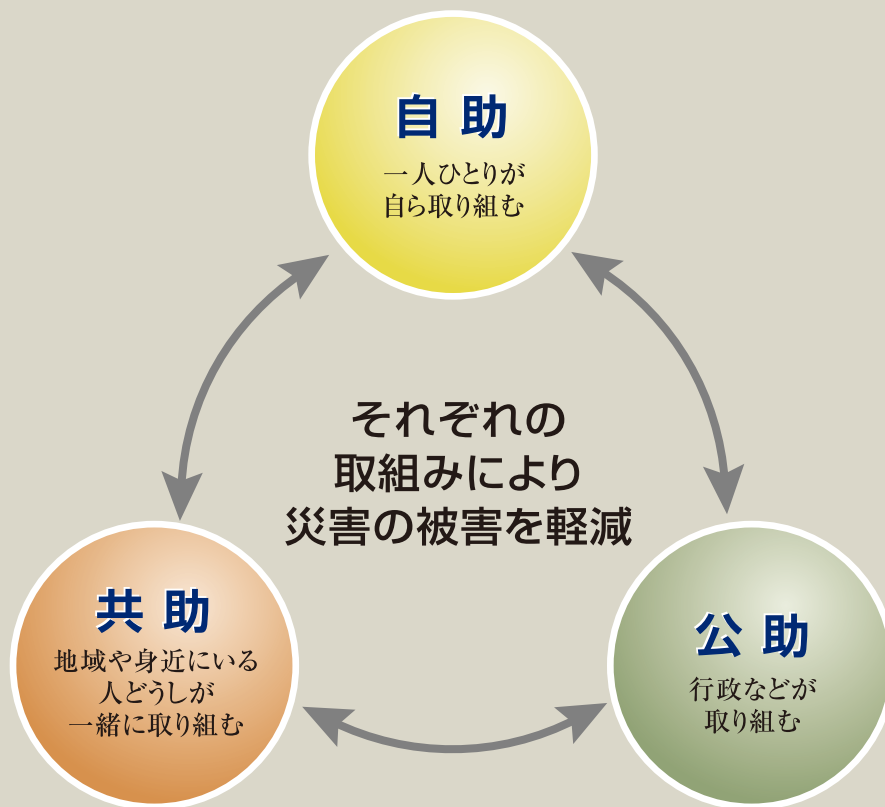 自助
一人ひとりが
自ら取り組む
それぞれの
取組みにより
災害の被害を軽減
共助
地域や身近にいる
人どうしが
一緒に取り組む
公助
行政などが
取り組む